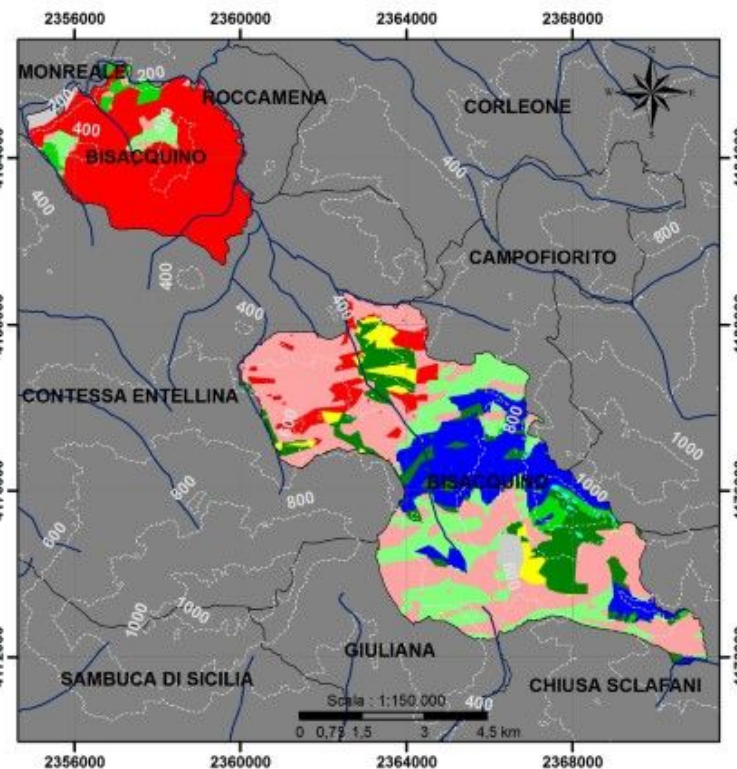 2356000 2360000 2364000 2368000
N
W E
S
MONREALE
200
ROCCAMENA
CORLEONE
400
BISACQUINO
400
400
800
CAMPOFIORITO
400
400
400
CONTESSA ENTELLINA
800
1000
BISACQUINO
800
1000
800
600
1000
1000
GIULIANA
SAMBUCA DI SICILIA
CHIUSA SCLAFANI
Scala : 1:150.000
400
0 0,75 1,5 3 4,5 km
2356000 2360000 2364000 2368000